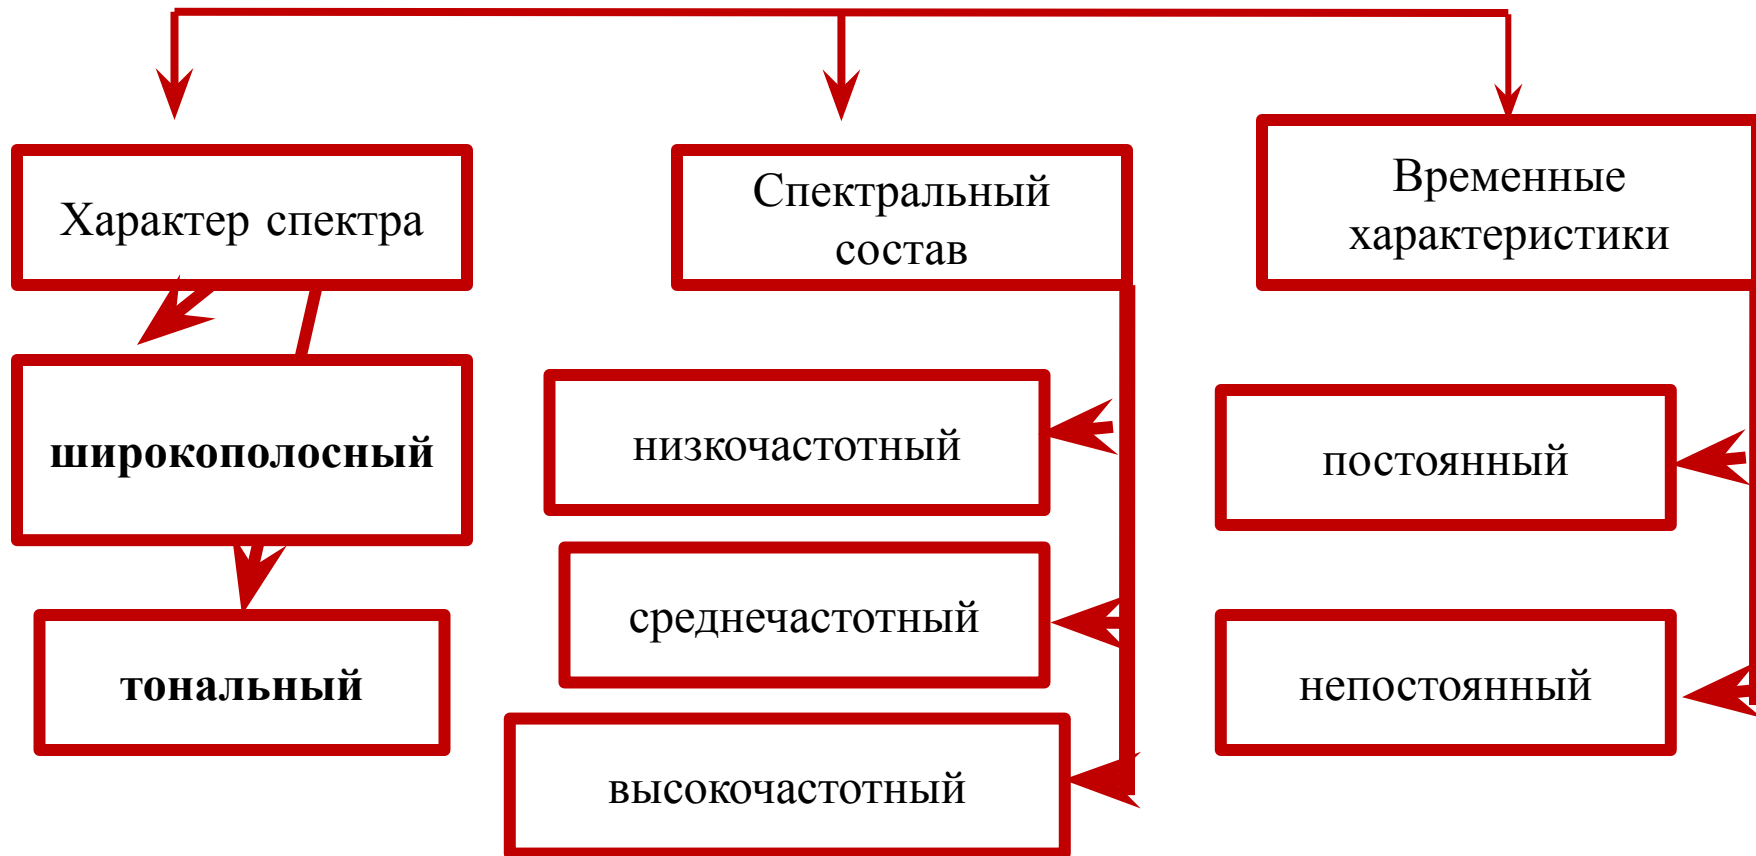 Характер спектра
широкополосный
тональный
Спектральный
состав
низкочастотный
среднечастотный
высокочастотный
Временные
характеристики
постоянный
непостоянный